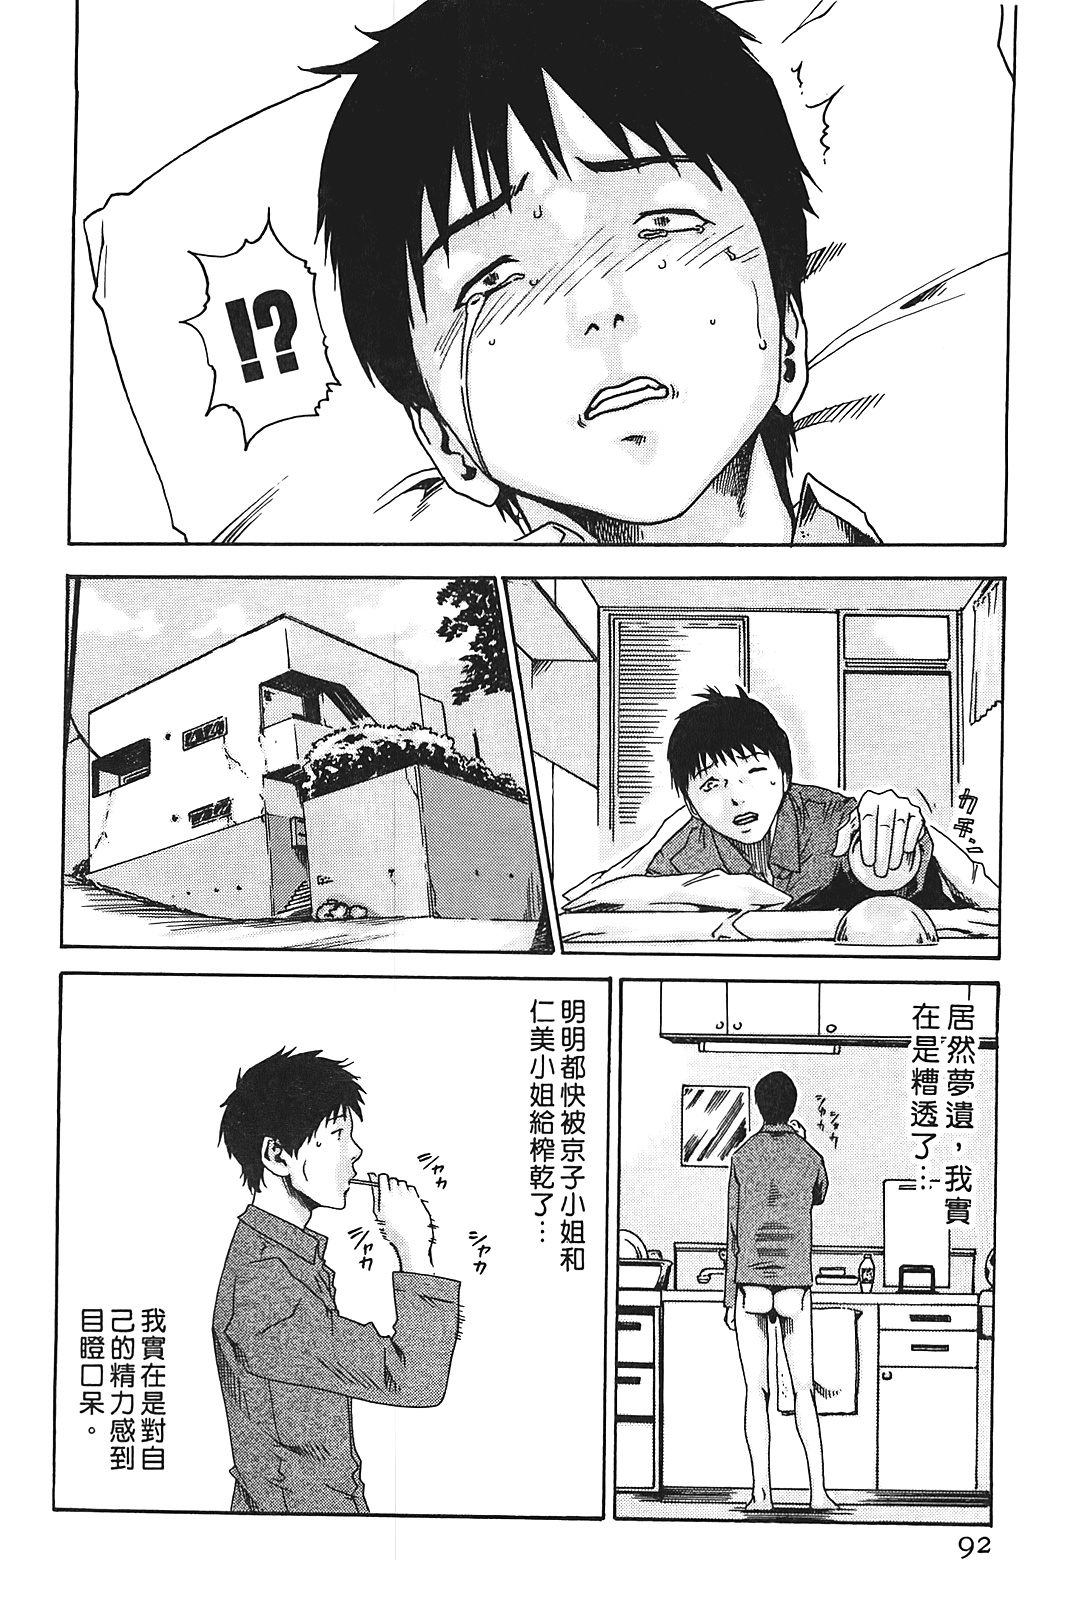 !?
カチッ
居然夢遺，我實
在是糟透了…
シャカ
シャカ
明明都快被京子小姐和
仁美小姐給榨乾了…
シャカ
シャカ
我實在是對自
己的精力感到
目瞪口呆。
92